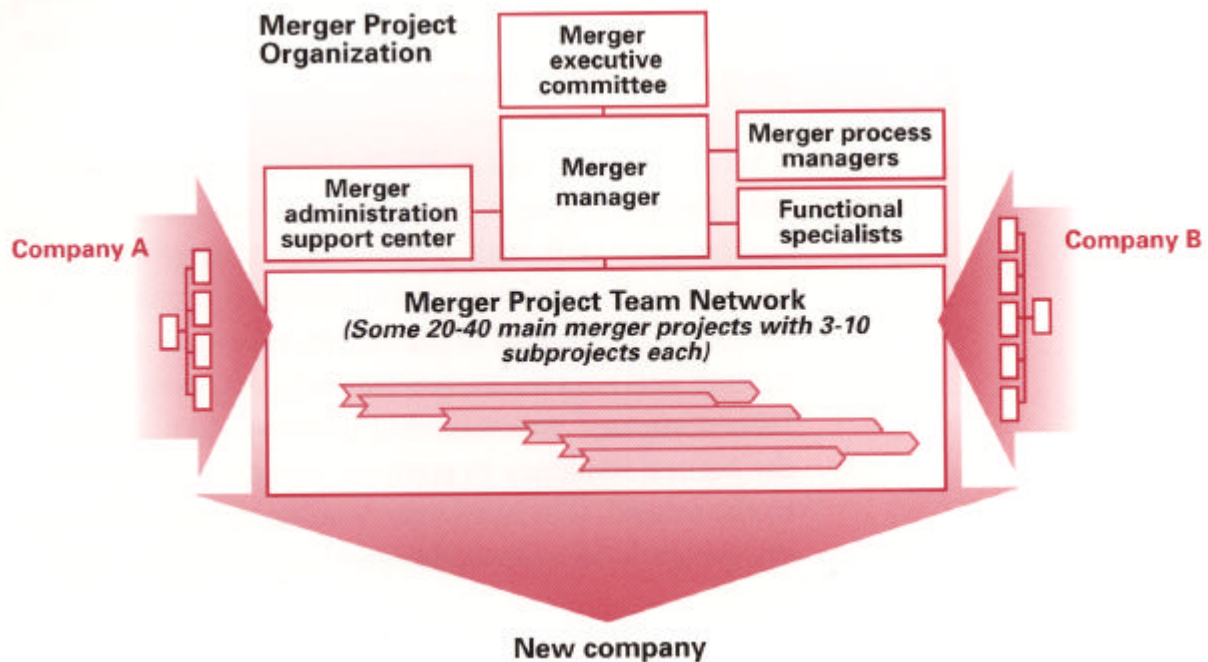 Merger Project
Organization
Merger
executive
committee
Merger
manager
Merger process
managers
Merger
administration
support center
Functional
specialists
Company A
Company B
Merger Project Team Network
(Some 20-40 main merger projects with 3-10
subprojects each)
New company